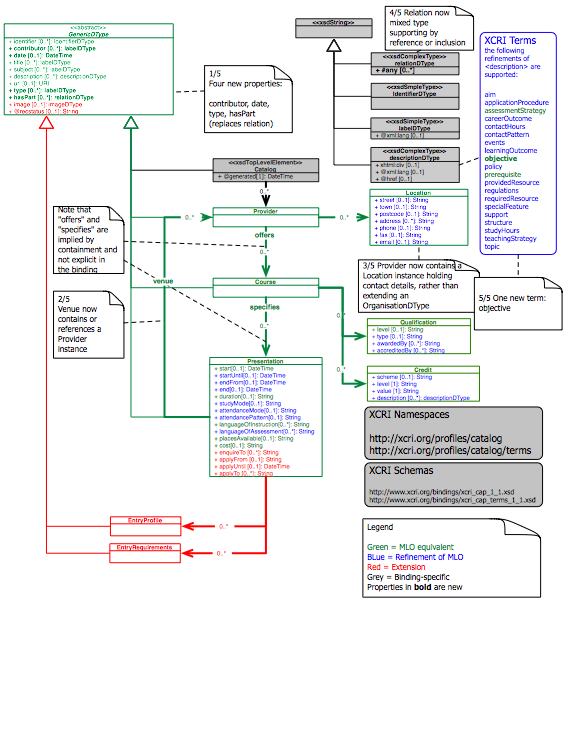 <<abstract>>
GenericDType
+ identifier [0..*]: identifierDType
+ contributor [0..*]: labelDType
+ date [0..1]: DateTime
+ title [0..*]: labelDType
+ subject [0..*]: labelDType
+ description [0..*]: descriptionDType
+ url [0..1]: URI
+ type [0..*]: labelDType
+ hasPart [0..*]: relationDType
+ image [0..1]: imageDType
+ @recstatus [0..1]: String
1/5
Four new properties:
contributor, date,
type, hasPart
(replaces relation)
<<xsdString>>
4/5 Relation now
mixed type
supporting by
reference or inclusion
<<xsdComplexType>>
relationDType
+ #any [0..*]
<<xsdSimpleType>>
IdentifierDType
<<xsdSimpleType>>
labelDType
+ @xml:lang [0..1]
<<xsdComplexType>>
descriptionDType
+ xhtml:div [0..1]
+ @xml:lang [0..1]
+ @href [0..1]
XCRI Terms
the following
refinements of
<description> are
supported:
aim
applicationProcedure
assessmentStrategy
careerOutcome
contactHours
contactPattern
events
learningOutcome
objective
policy
prerequisite
providedResource
regulations
requiredResource
specialFeature
support
structure
studyHours
teachingStrategy
topic
<<xsdTopLevelElement>>
Catalog
+ @generated[1]: DateTime
0..*
Provider
0..*
0..*
Location
+ street [0..1]: String
+ town [0..1]: String
+ postcode [0..1]: String
+ address [0..*]: String
+ phone [0..1]: String
+ fax [0..1]: String
+ email [0..1]: String
Note that
"offers" and
"specifies" are
implied by
containment and
not explicit in
the binding
offers
0..*
venue
Course
specifies
0..*
0..*
0..*
3/5 Provider now contains a
Location instance holding
contact details, rather than
extending an
OrganisationDType
5/5 One new term:
objective
2/5
Venue now
contains or
references a
Provider
instance
Qualification
+ level [0..1]: String
+ type [0..1]: String
+ awardedBy [0..*]: String
+ accreditedBy [0..*]: String
Credit
+ scheme [0..1]: String
+ level [1]: String
+ value [1]: String
+ description [0..*]: descriptionDType
Presentation
+ start[0..1]: DateTime
+ startUntil[0..1]: DateTime
+ endFrom[0..1]: DateTime
+ end[0..1]: DateTime
+ duration[0..1]: String
+ studyMode[0..1]: String
+ attendanceMode[0..1]: String
+ attendancePattern[0..1]: String
+ languageOfInstruction[0..*]: String
+ languageOfAssessment[0..*]: String
+ placesAvailable[0..1]: String
+ cost[0..1]: String
+ enquireTo [0..*]: String
+ applyFrom [0..1]: String
+ applyUntil [0..1]: DateTime
+ applyTo [0..*]: String
XCRI Namespaces
http://xcri.org/profiles/catalog
http://xcri.org/profiles/catalog/terms
XCRI Schemas
http://www.xcri.org/bindings/xcri_cap_1_1.xsd
http://www.xcri.org/bindings/xcri_cap_terms_1_1.xsd
EntryProfile
0..*
EntryRequirements
0..*
Legend
Green = MLO equivalent
BLue = Refinement of MLO
Red = Extension
Grey = Binding-specific
Properties in bold are new